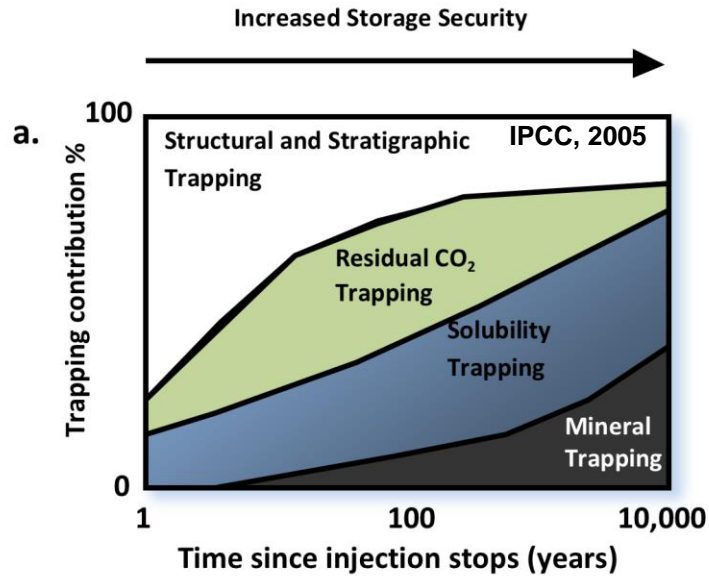 Increased Storage Security
a.
100
Structural and Stratigraphic
Trapping
IPCC, 2005
Trapping contribution %
Residual CO₂
Trapping
Solubility
Trapping
Mineral
Trapping
0
1
100
10,000
Time since injection stops (years)